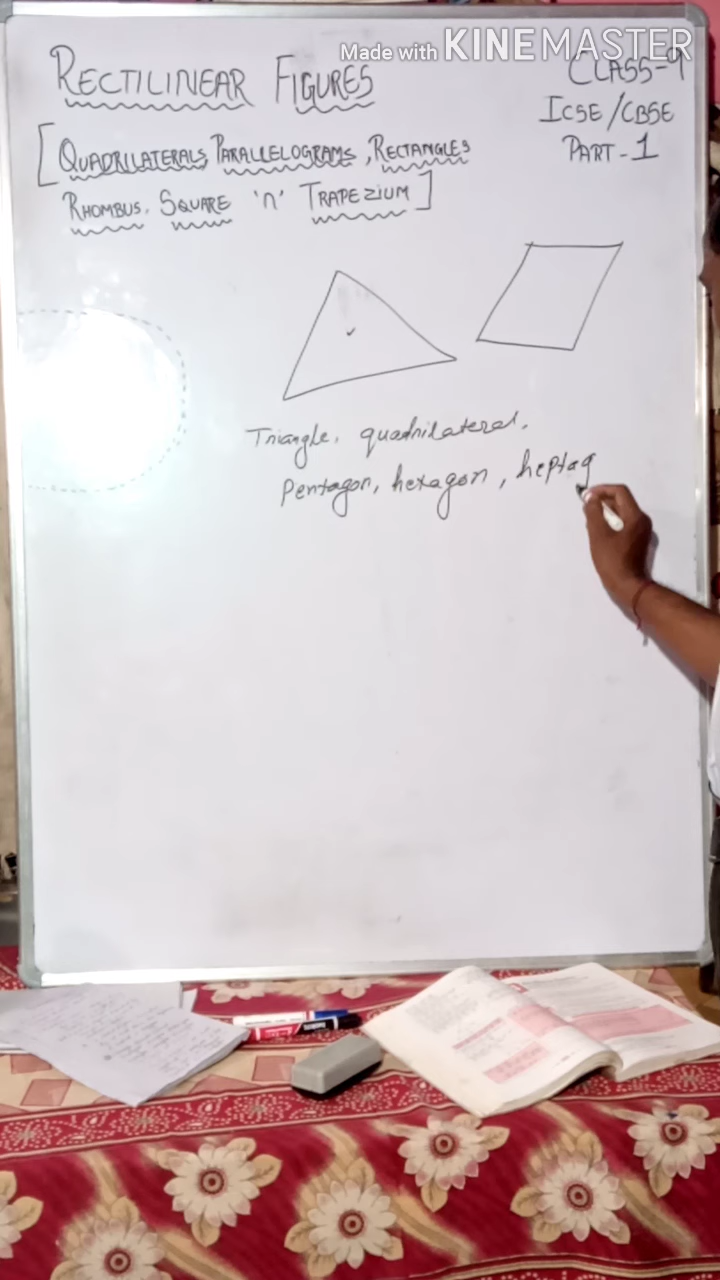 Made with KINEMASTER
RECTILINEAR FIGURES
CLASS-9
ICSE/CBSE
PART-1
[QUADRILATERALS, PARALLELOGRAMS, RECTANGLES
RHOMBUS, SQUARE 'n' TRAPEZIUM]
Triangle, quadrilateral,
Pentagon, hexagon, heptag